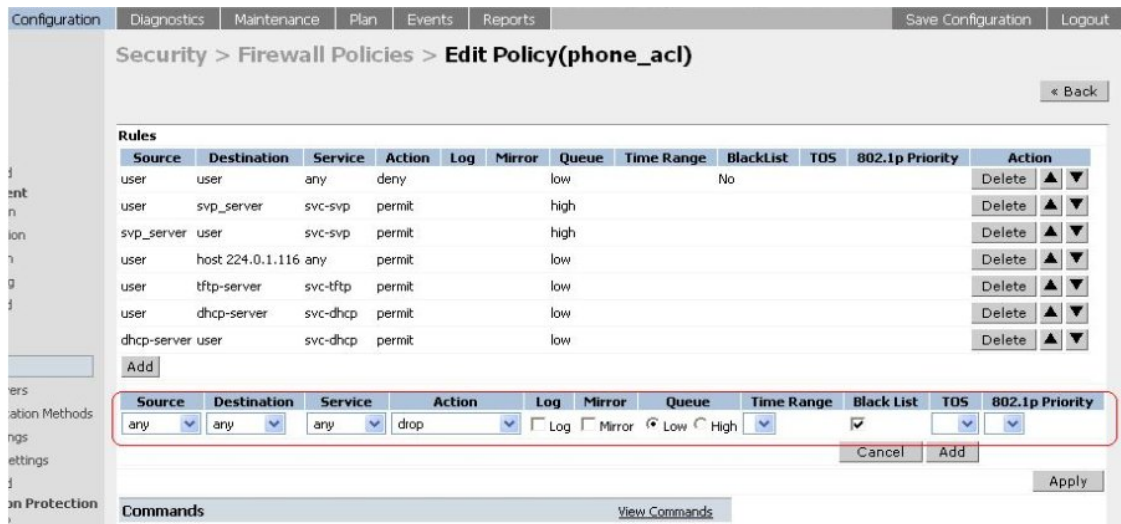 Configuration Diagnostics Maintenance Plan Events Reports Save Configuration Logout
Security > Firewall Policies > Edit Policy(phone_acl)
« Back
Rules
Source Destination Service Action Log Mirror Queue Time Range BlackList TOS 802.1p Priority Action
user user any deny low No Delete ▲ ▼
user svp_server svc-svp permit high Delete ▲ ▼
svp_server user svc-svp permit high Delete ▲ ▼
user host 224.0.1.116 any permit low Delete ▲ ▼
user tftp-server svc-tftp permit low Delete ▲ ▼
user dhcp-server svc-dhcp permit low Delete ▲ ▼
dhcp-server user svc-dhcp permit low Delete ▲ ▼
Add
Source Destination Service Action Log Mirror Queue Time Range Black List TOS 802.1p Priority
any any any drop Log Mirror Low High
Cancel Add
Apply
Commands View Commands
ent
n
ion
ers
ation Methods
ngs
ettings
on Protection